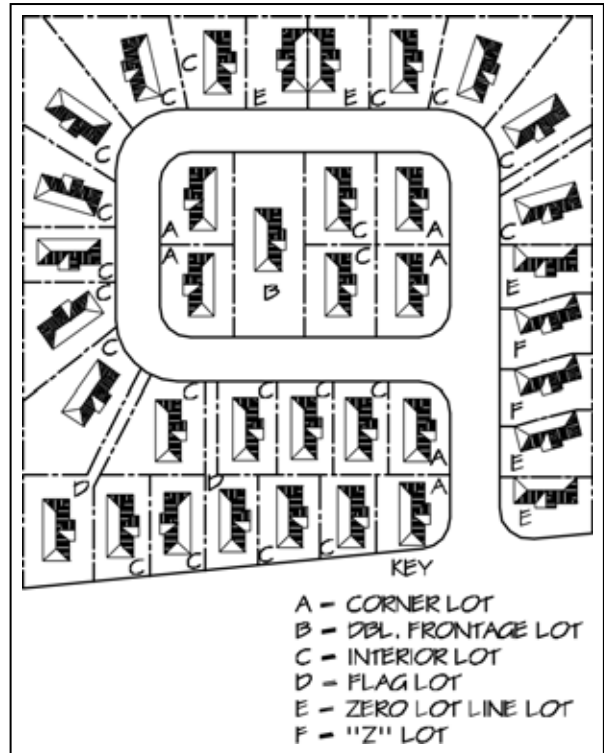 C
C E E C C
C C
C C
A C A
A C A
C E
C B
C F
C C C F
A E
D D A
E
C C C C
KEY
A - CORNER LOT
B - DBL. FRONTAGE LOT
C - INTERIOR LOT
D - FLAG LOT
E - ZERO LOT LINE LOT
F - "Z" LOT